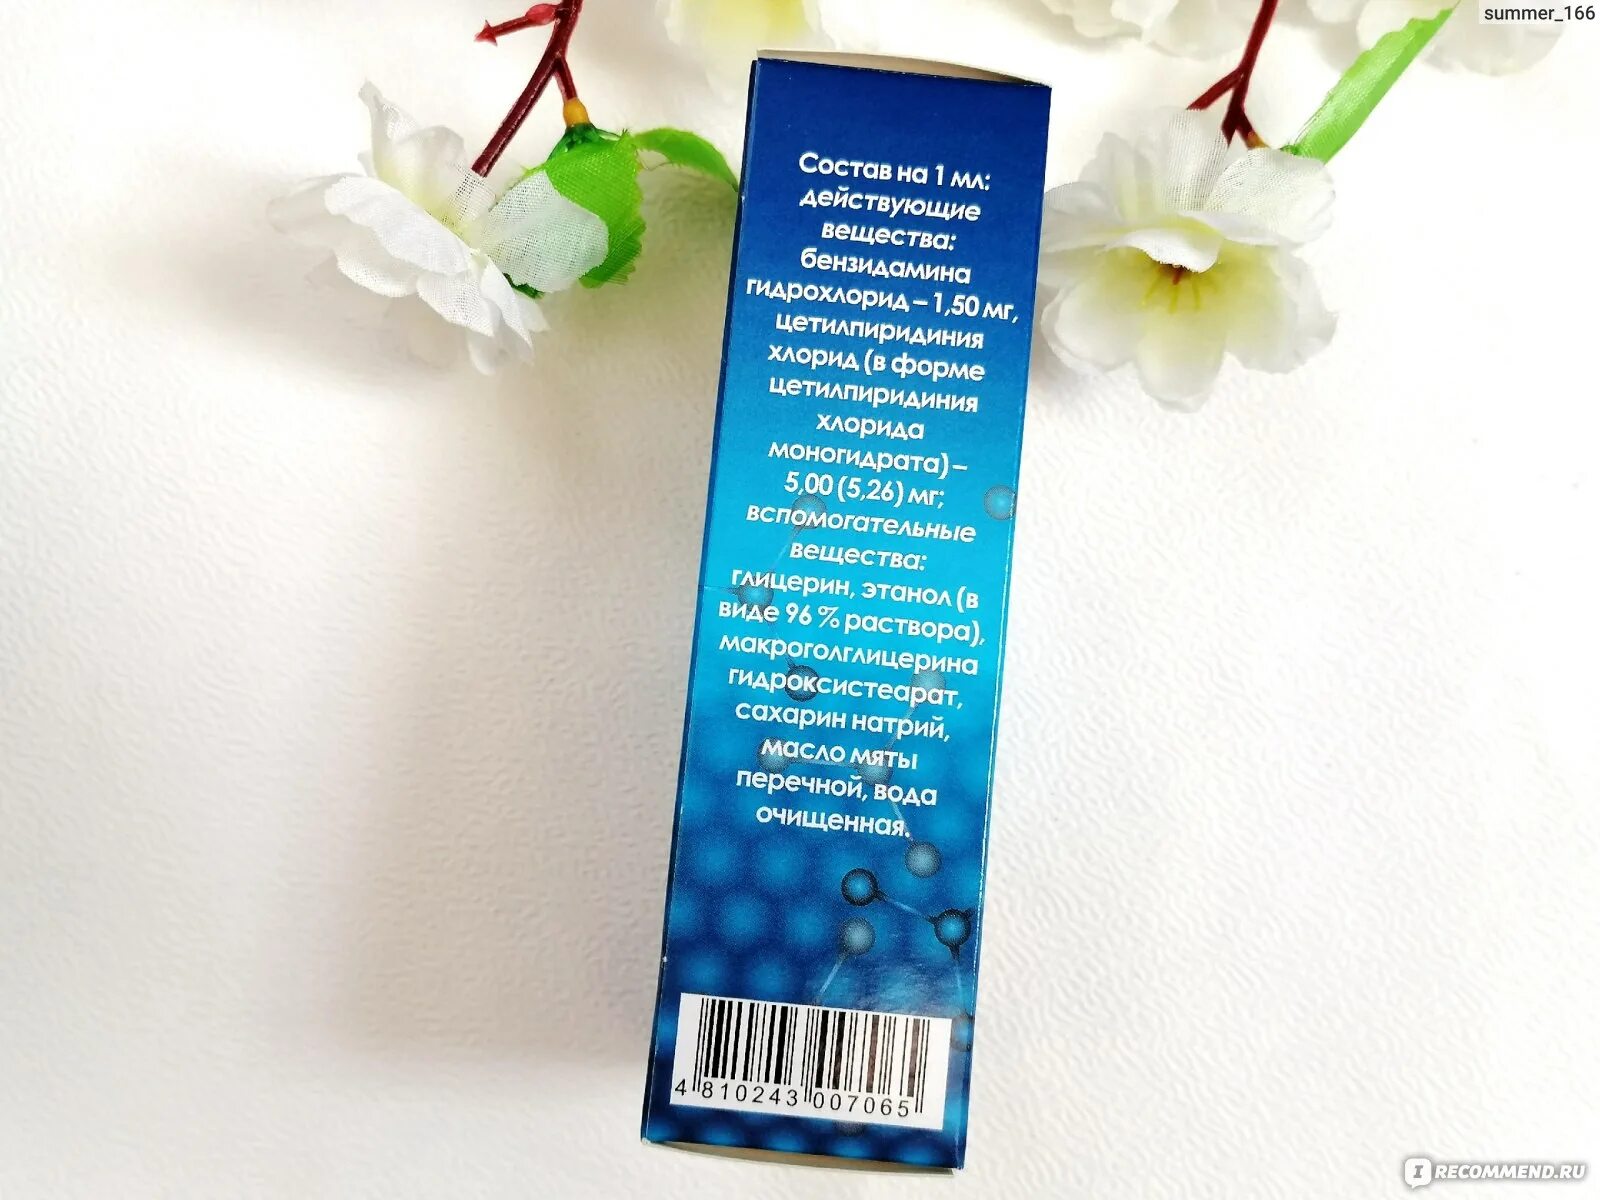 summer_166
Состав на 1 мл:
действующие
вещества:
бензидамина
гидрохлорид – 1,50 мг,
цетилпиридиния
хлорид (в форме
цетилпиридиния
хлорида
моногидрата) –
5,00 (5,26) мг;
вспомогательные
вещества:
глицерин, этанол (в
виде 96 % раствора),
макроголглицерина
гидроксистеарат,
сахарин натрий,
масло мяты
перечной, вода
очищенная.
4 810243 007065
IRECOMMEND.RU